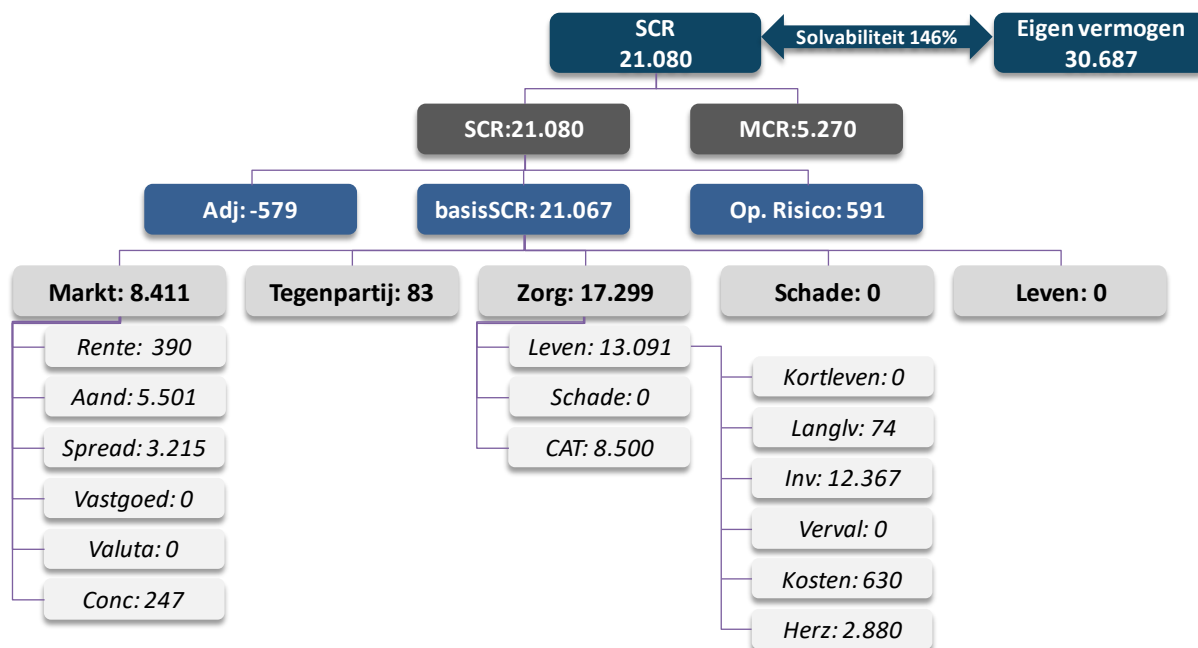 SCR
21.080
Solvabiliteit 146%
Eigen vermogen
30.687
SCR:21.080
MCR:5.270
Adj: -579
basisSCR: 21.067
Op. Risico: 591
Markt: 8.411
Tegenpartij: 83
Zorg: 17.299
Schade: 0
Leven: 0
Rente: 390
Aand: 5.501
Spread: 3.215
Vastgoed: 0
Valuta: 0
Conc: 247
Leven: 13.091
Schade: 0
CAT: 8.500
Kortleven: 0
Langlv: 74
Inv: 12.367
Verval: 0
Kosten: 630
Herz: 2.880